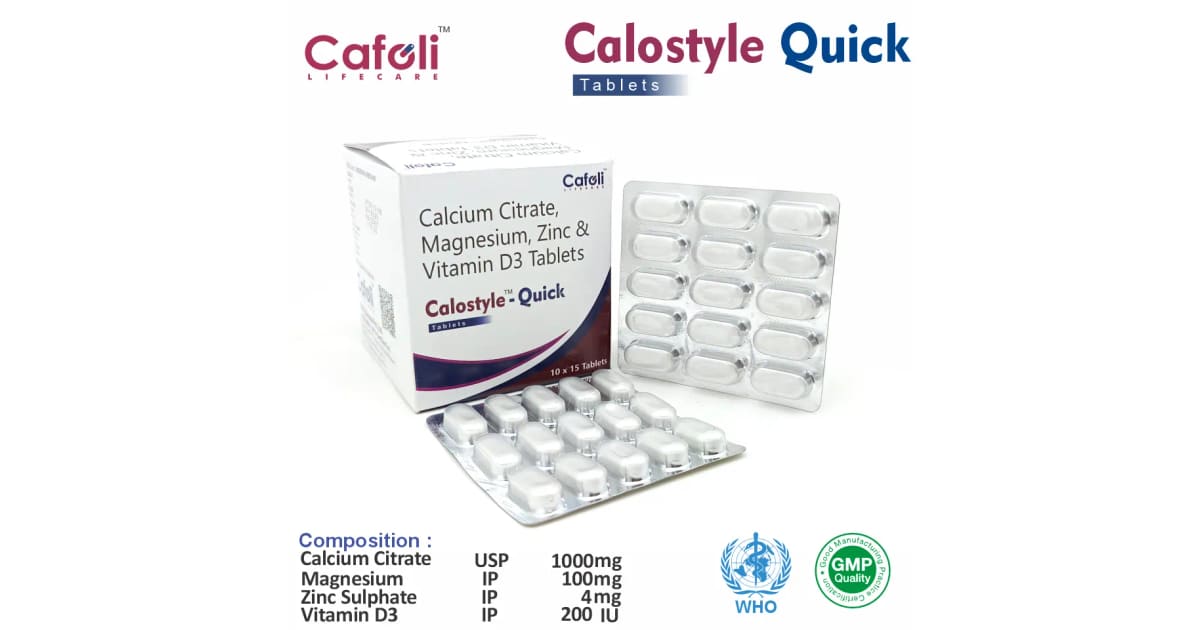 Cafoli™
LIFECARE
Calostyle Quick
Tablets
Cafoli
Cafoli™
LIFECARE
Calcium Citrate,
Magnesium, Zinc &
Vitamin D3 Tablets
Calostyle™-Quick
Tablets
10 x 15 Tablets
Composition :
Calcium Citrate USP 1000mg
Magnesium IP 100mg
Zinc Sulphate IP 4mg
Vitamin D3 IP 200 IU
WHO
Good Manufacturing
Practice Certification
GMP
Quality